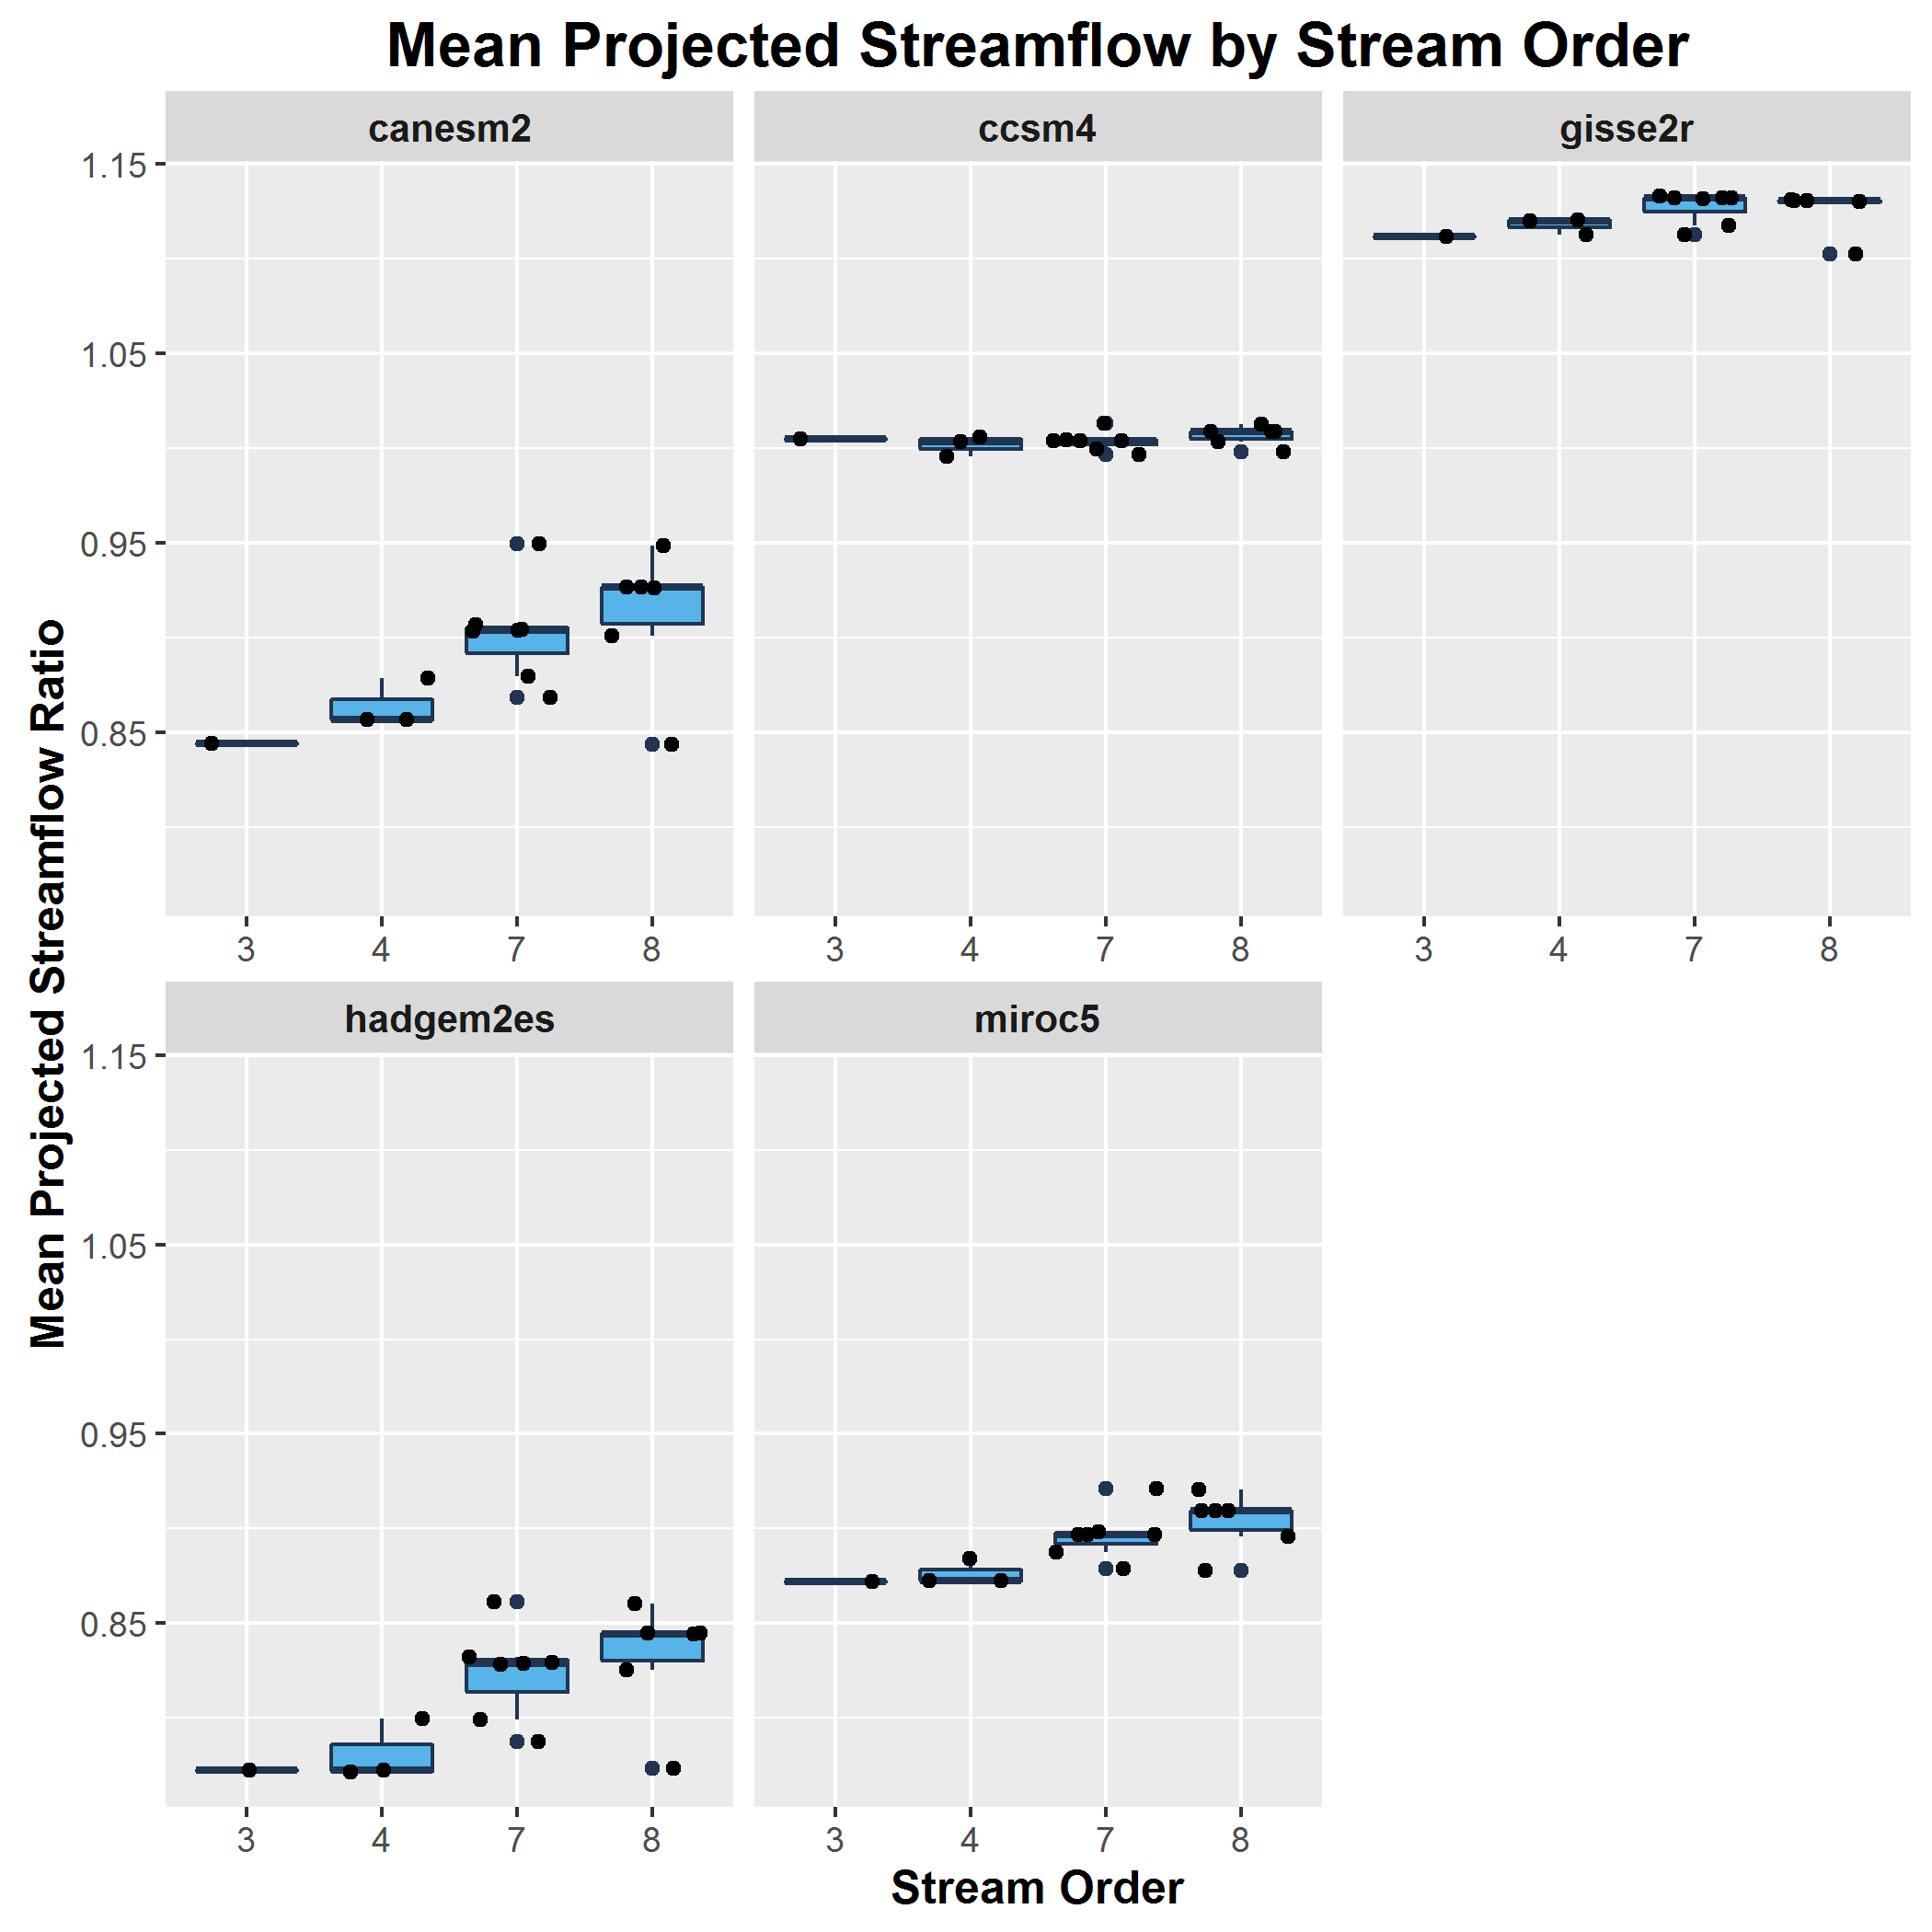 Mean Projected Streamflow by Stream Order
canesm2 ccsm4 gisse2r
1.15
1.05
0.95
0.85
3 4 7 8 3 4 7 8 3 4 7 8
Mean Projected Streamflow Ratio
hadgem2es miroc5
1.15
1.05
0.95
0.85
3 4 7 8 3 4 7 8
Stream Order